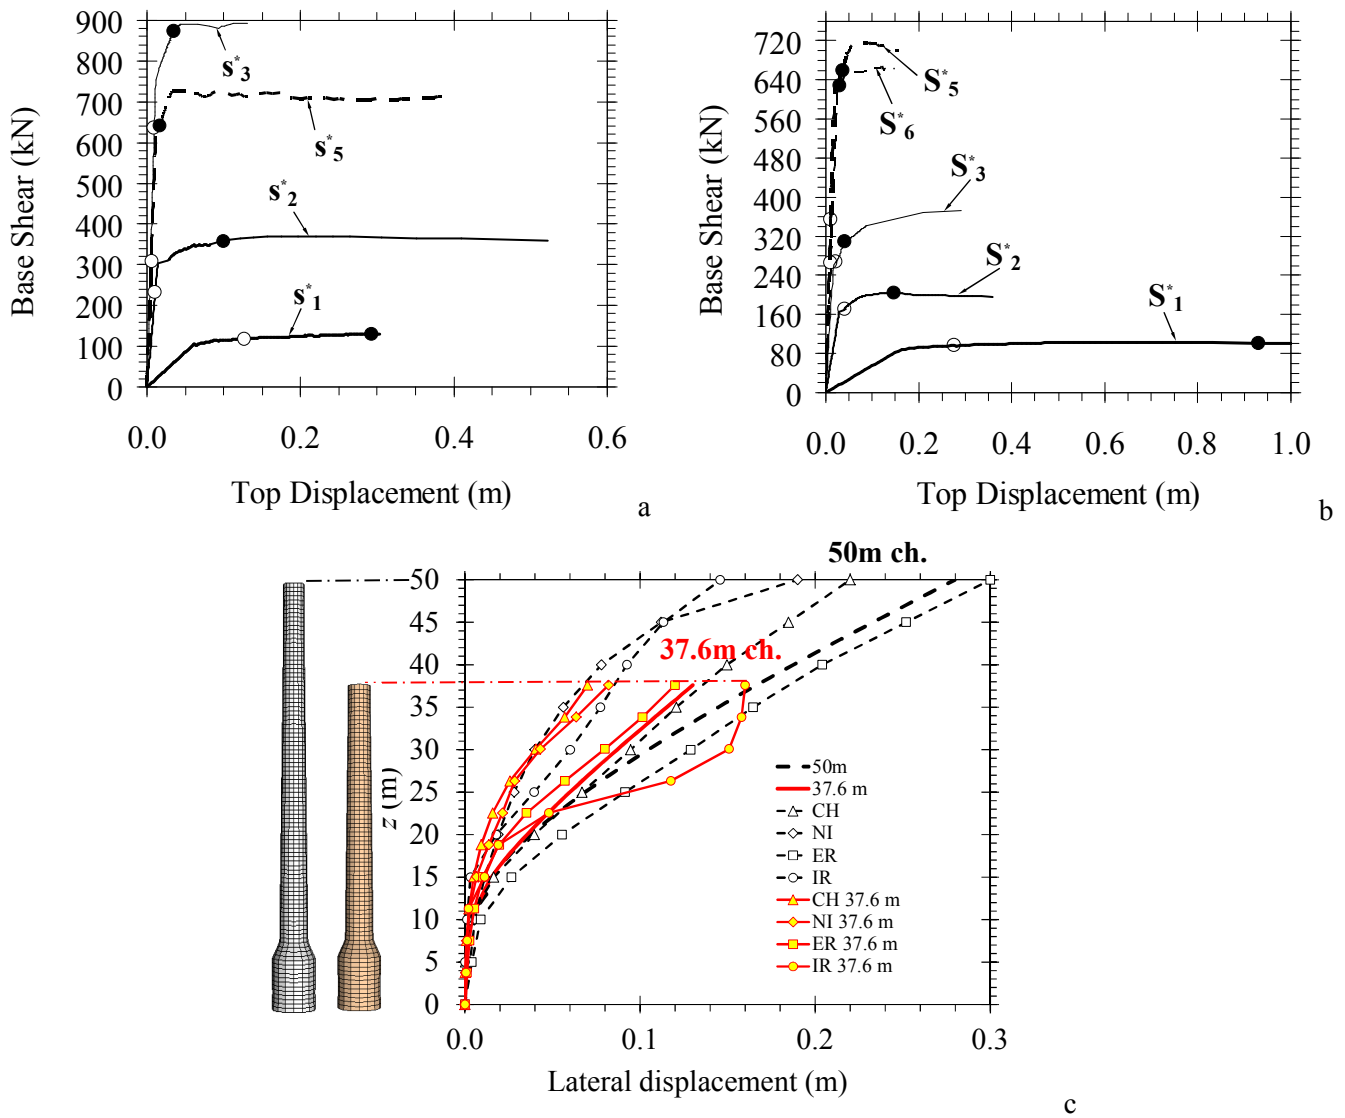 900
800
700
600
500
400
300
200
100
0
Base Shear (kN)
s*3
s*5
s*2
s*1
0.0 0.2 0.4 0.6
Top Displacement (m)
a
720
640
560
480
400
320
240
160
80
0
Base Shear (kN)
S*5
S*6
S*3
S*2
S*1
0.0 0.2 0.4 0.6 0.8 1.0
Top Displacement (m)
b
50m ch.
37.6m ch.
50
45
40
35
30
25
20
15
10
5
0
z (m)
50m
37.6 m
CH
NI
ER
IR
CH 37.6 m
NI 37.6 m
ER 37.6 m
IR 37.6 m
0.0 0.1 0.2 0.3
Lateral displacement (m)
c